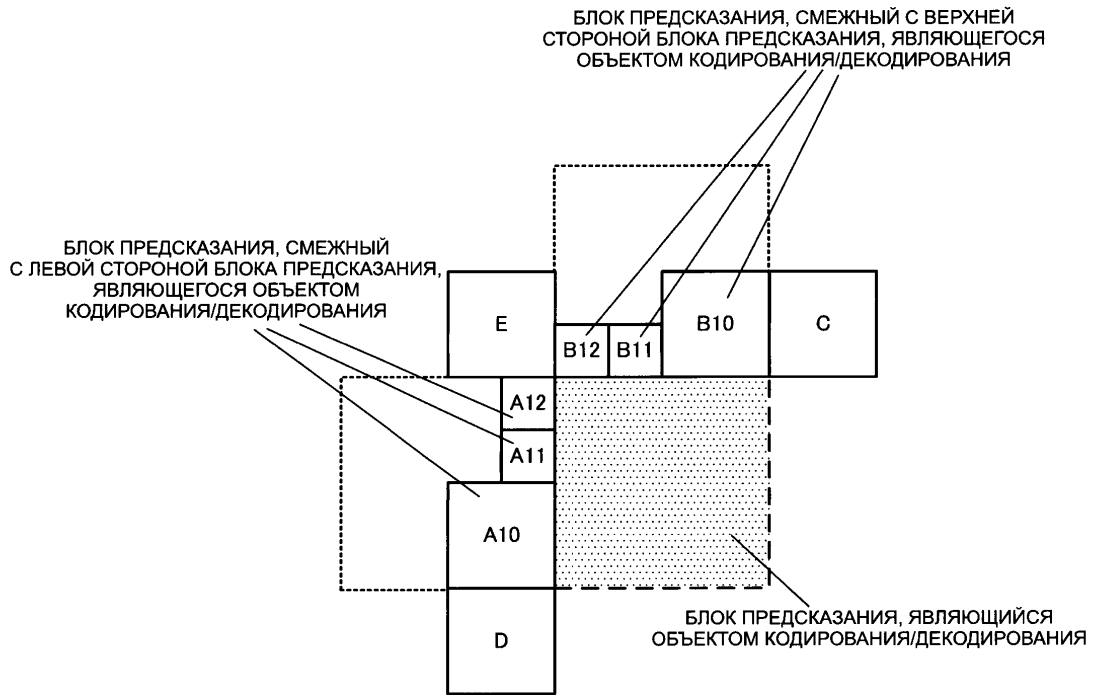 БЛОК ПРЕДСКАЗАНИЯ, СМЕЖНЫЙ С ВЕРХНЕЙ
СТОРОНОЙ БЛОКА ПРЕДСКАЗАНИЯ, ЯВЛЯЮЩЕГОСЯ
ОБЪЕКТОМ КОДИРОВАНИЯ/ДЕКОДИРОВАНИЯ
БЛОК ПРЕДСКАЗАНИЯ, СМЕЖНЫЙ
С ЛЕВОЙ СТОРОНОЙ БЛОКА ПРЕДСКАЗАНИЯ,
ЯВЛЯЮЩЕГОСЯ ОБЪЕКТОМ
КОДИРОВАНИЯ/ДЕКОДИРОВАНИЯ
E
B12
B11
B10
C
A12
A11
A10
D
БЛОК ПРЕДСКАЗАНИЯ, ЯВЛЯЮЩИЙСЯ
ОБЪЕКТОМ КОДИРОВАНИЯ/ДЕКОДИРОВАНИЯ